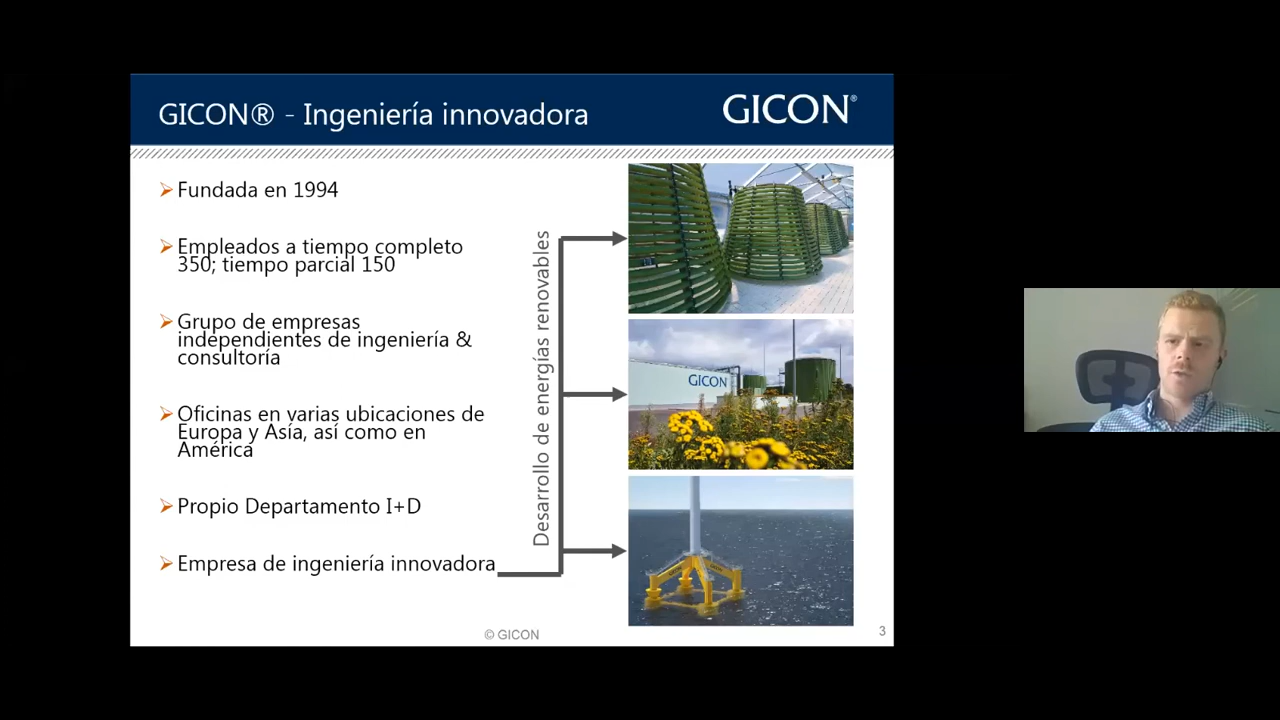 GICON® - Ingeniería innovadora
GICON®
Fundada en 1994
Empleados a tiempo completo
350; tiempo parcial 150
Grupo de empresas
independientes de ingeniería &
consultoría
Oficinas en varias ubicaciones de
Europa y Asía, así como en
América
Propio Departamento I+D
Empresa de ingeniería innovadora
Desarrollo de energías renovables
GICON
© GICON
3